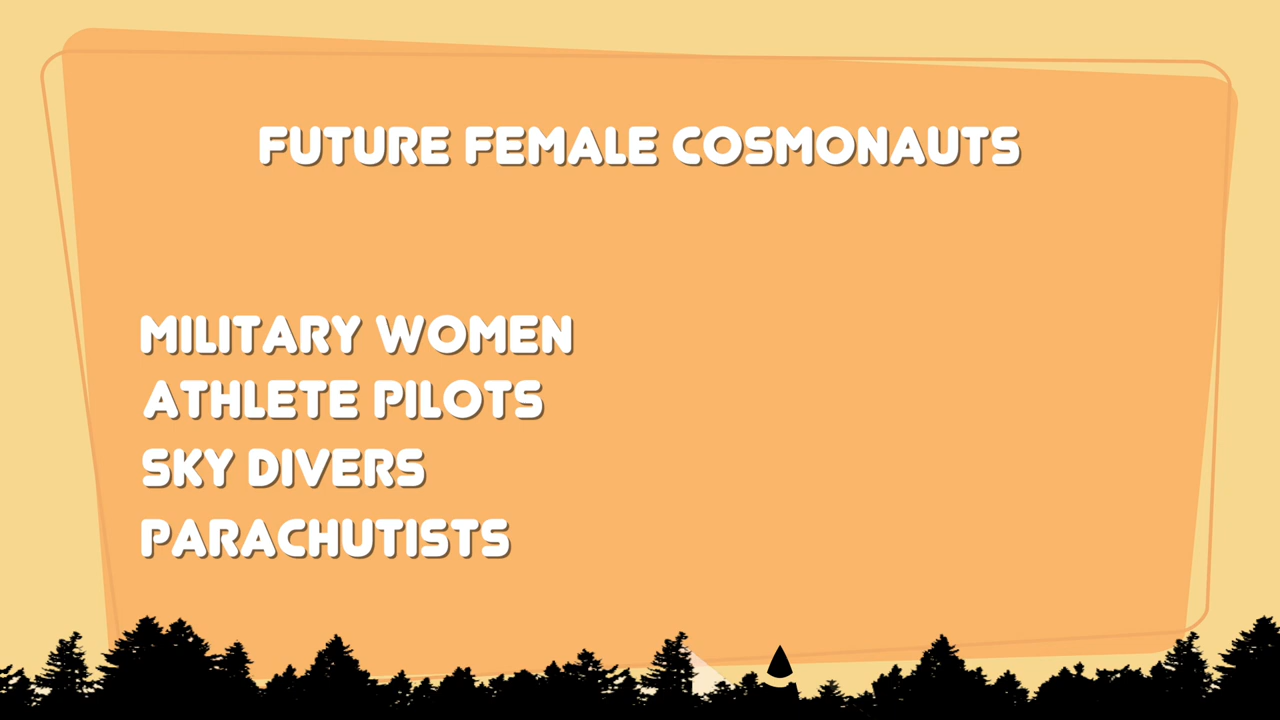 FUTURE FEMALE COSMONAUTS
MILITARY WOMEN
ATHLETE PILOTS
SKY DIVERS
PARACHUTISTS